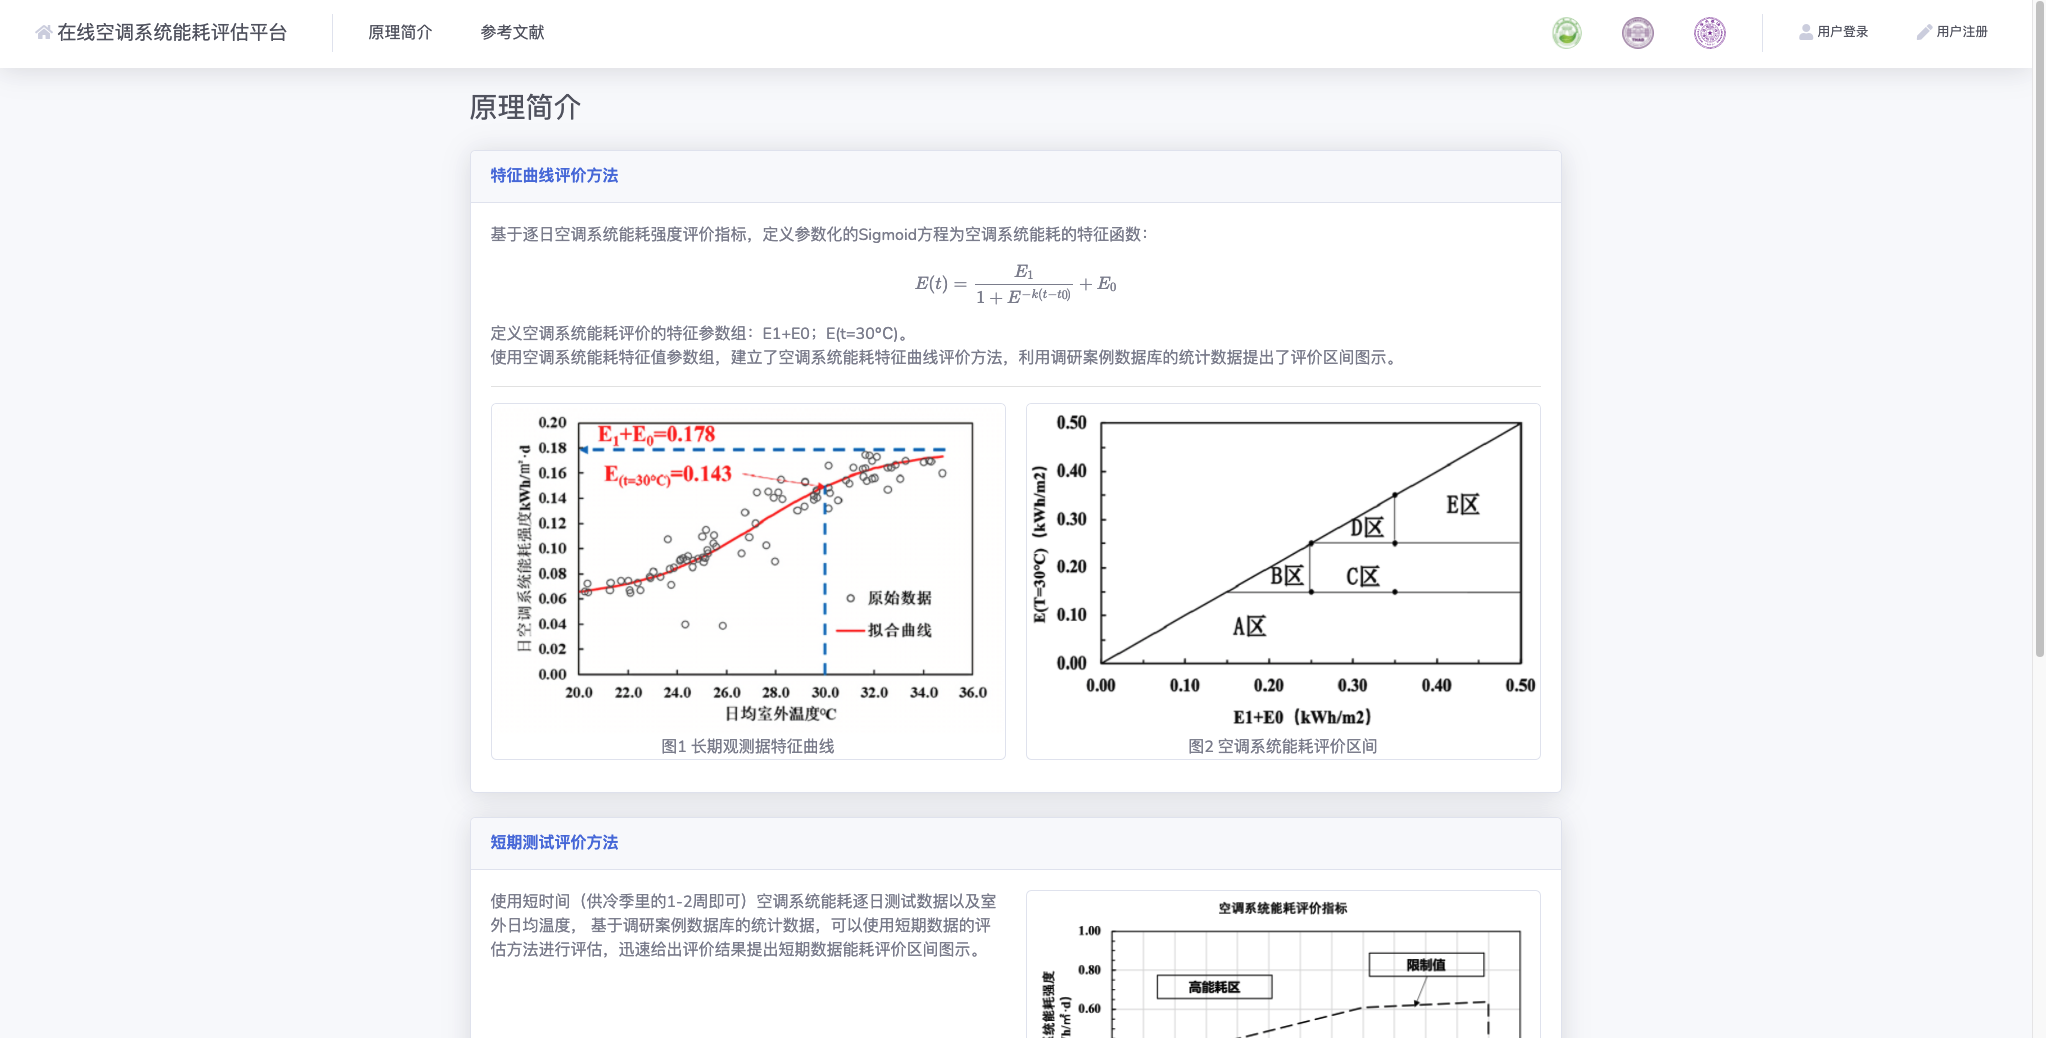 在线空调系统能耗评估平台
原理简介
参考文献
用户登录
用户注册
原理简介
特征曲线评价方法
基于逐日空调系统能耗强度评价指标，定义参数化的Sigmoid方程为空调系统能耗的特征函数：
E(t) = E₁ / (1 + E^{-k(t-t0)}) + E₀
定义空调系统能耗评价的特征参数组：E1+E0；E(t=30℃)。
使用空调系统能耗特征值参数组，建立了空调系统能耗特征曲线评价方法，利用调研案例数据库的统计数据提出了评价区间图示。
日空调系统能耗强度kWh/㎡·d
0.20
0.18
0.16
0.14
0.12
0.10
0.08
0.06
0.04
0.02
0.00
E₁+E₀=0.178
E(t=30℃)=0.143
原始数据
拟合曲线
20.0 22.0 24.0 26.0 28.0 30.0 32.0 34.0 36.0
日均室外温度℃
图1 长期观测据特征曲线
E(T=30℃)（kWh/m2）
0.50
0.40
0.30
0.20
0.10
0.00
E区
D区
B区
C区
A区
0.00 0.10 0.20 0.30 0.40 0.50
E1+E0（kWh/m2）
图2 空调系统能耗评价区间
短期测试评价方法
使用短时间（供冷季里的1-2周即可）空调系统能耗逐日测试数据以及室
外日均温度， 基于调研案例数据库的统计数据，可以使用短期数据的评
估方法进行评估，迅速给出评价结果提出短期数据能耗评价区间图示。
空调系统能耗评价指标
1.00
0.80
0.60
限制值
高能耗区
统能耗强度
h/㎡·d）